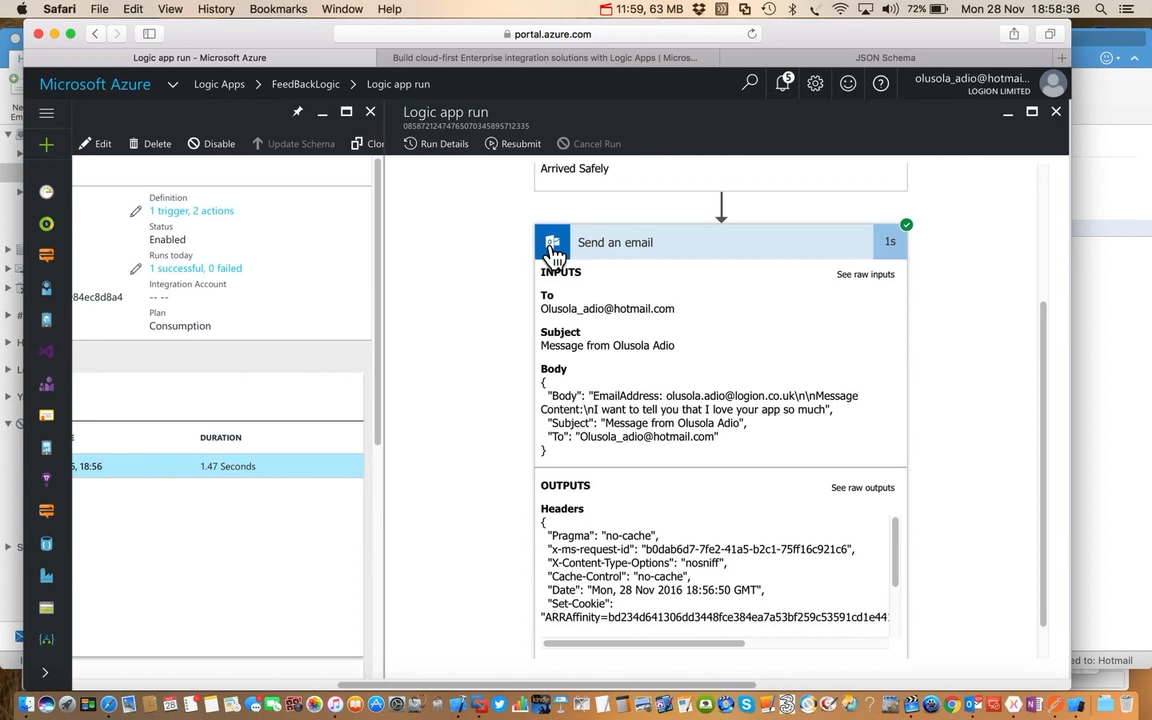 Safari File Edit View History Bookmarks Window Help 11:59, 63 MB 72% Mon 28 Nov 18:58:36
portal.azure.com
Logic app run - Microsoft Azure
Build cloud-first Enterprise integration solutions with Logic Apps | Micros...
JSON Schema
Microsoft Azure
Logic Apps
FeedBackLogic
Logic app run
5
olusola_adio@hotmai...
LOGION LIMITED
Edit
Delete
Disable
Update Schema
Clon
Definition
1 trigger, 2 actions
Status
Enabled
Runs today
1 successful, 0 failed
Integration Account
-- --
Plan
Consumption
84ec8d8a4
DURATION
6, 18:56
1.47 Seconds
Logic app run
Run Details
Resubmit
Cancel Run
Arrived Safely
Send an email
1s
INPUTS
See raw inputs
To
Olusola_adio@hotmail.com
Subject
Message from Olusola Adio
Body
{
"Body": "EmailAddress: olusola.adio@logion.co.uk\n\nMessage
Content:\nI want to tell you that I love your app so much",
"Subject": "Message from Olusola Adio",
"To": "Olusola_adio@hotmail.com"
}
OUTPUTS
See raw outputs
Headers
{
"Pragma": "no-cache",
"x-ms-request-id": "b0dab6d7-7fe2-41a5-b2c1-75ff16c921c6",
"X-Content-Type-Options": "nosniff",
"Cache-Control": "no-cache",
"Date": "Mon, 28 Nov 2016 18:56:50 GMT",
"Set-Cookie":
"ARRAffinity=bd234d641306dd3448fce384ea7a53bf259c53591cd1e441
ed to: Hotmail